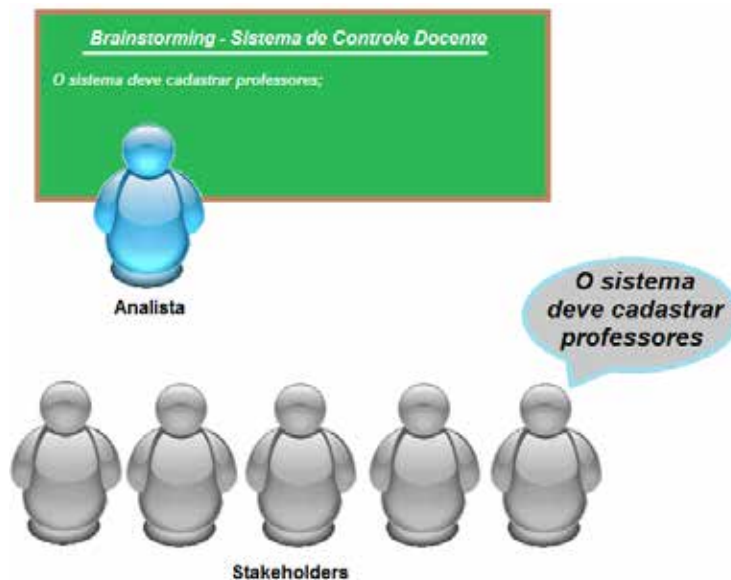 Brainstorming - Sistema de Controle Docente
O sistema deve cadastrar professores;
Analista
O sistema
deve cadastrar
professores
Stakeholders